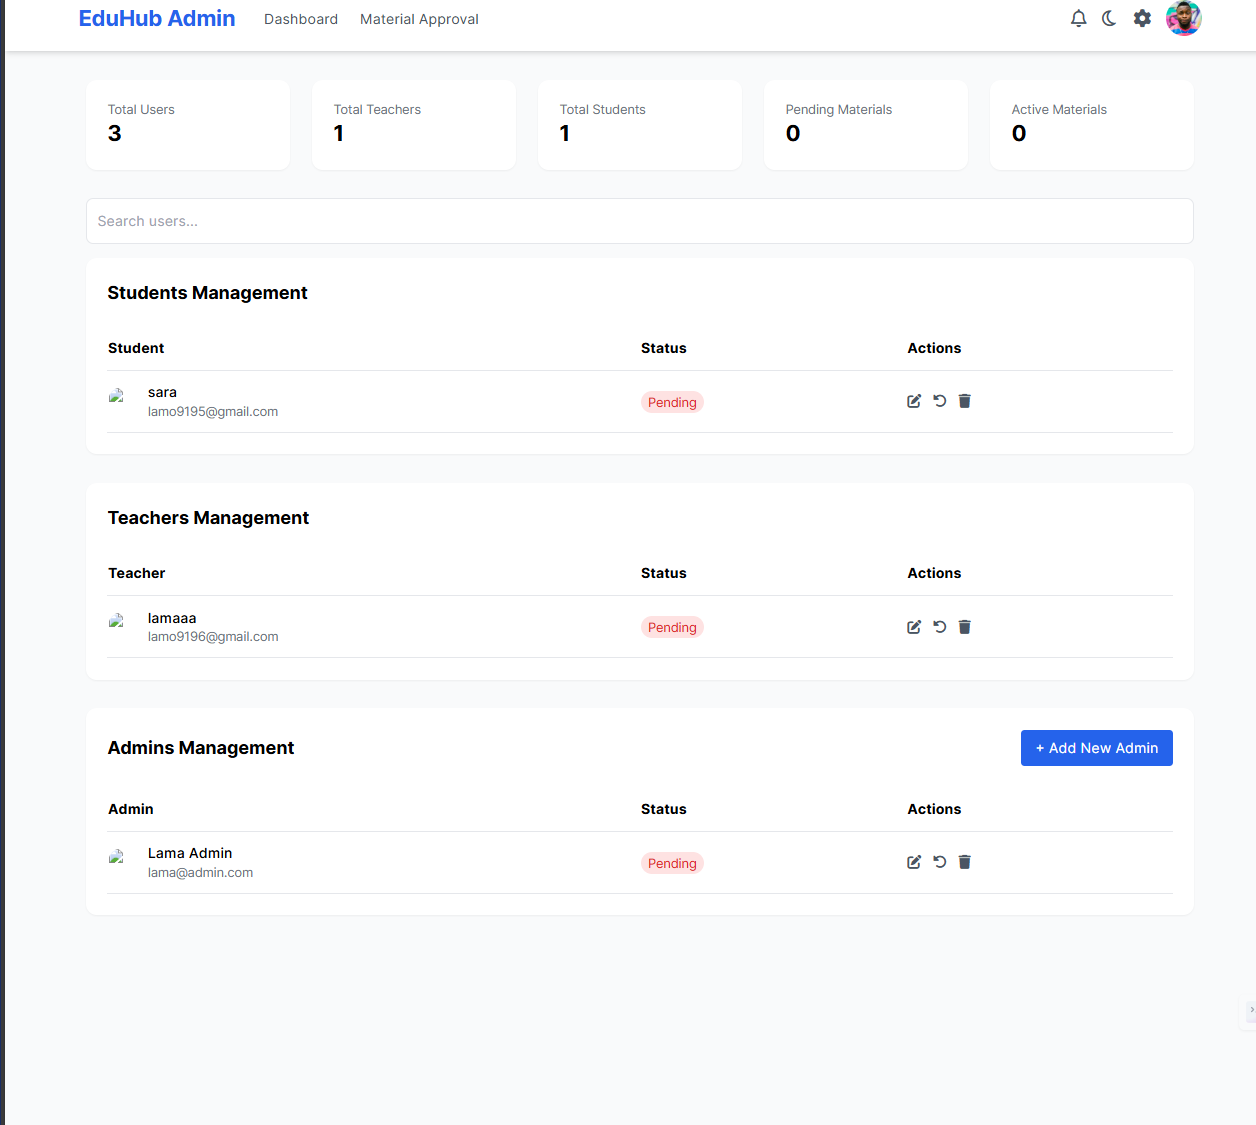 EduHub Admin Dashboard Material Approval
Total Users
3
Total Teachers
1
Total Students
1
Pending Materials
0
Active Materials
0
Search users...
Students Management
Student Status Actions
sara
lamo9195@gmail.com
Pending
Teachers Management
Teacher Status Actions
lamaaa
lamo9196@gmail.com
Pending
Admins Management
+ Add New Admin
Admin Status Actions
Lama Admin
lama@admin.com
Pending